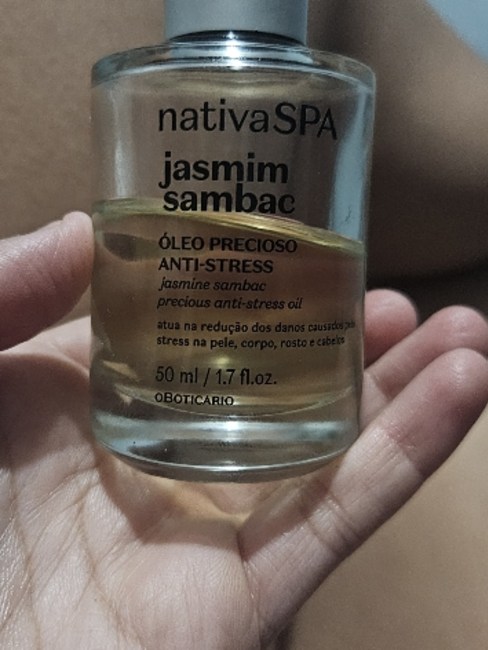 nativaSPA
jasmim
sambac
ÓLEO PRECIOSO
ANTI-STRESS
jasmine sambac
precious anti-stress oil
atua na redução dos danos causados pelo
stress na pele, corpo, rosto e cabelos
50 ml / 1.7 fl.oz.
OBOTICÁRIO